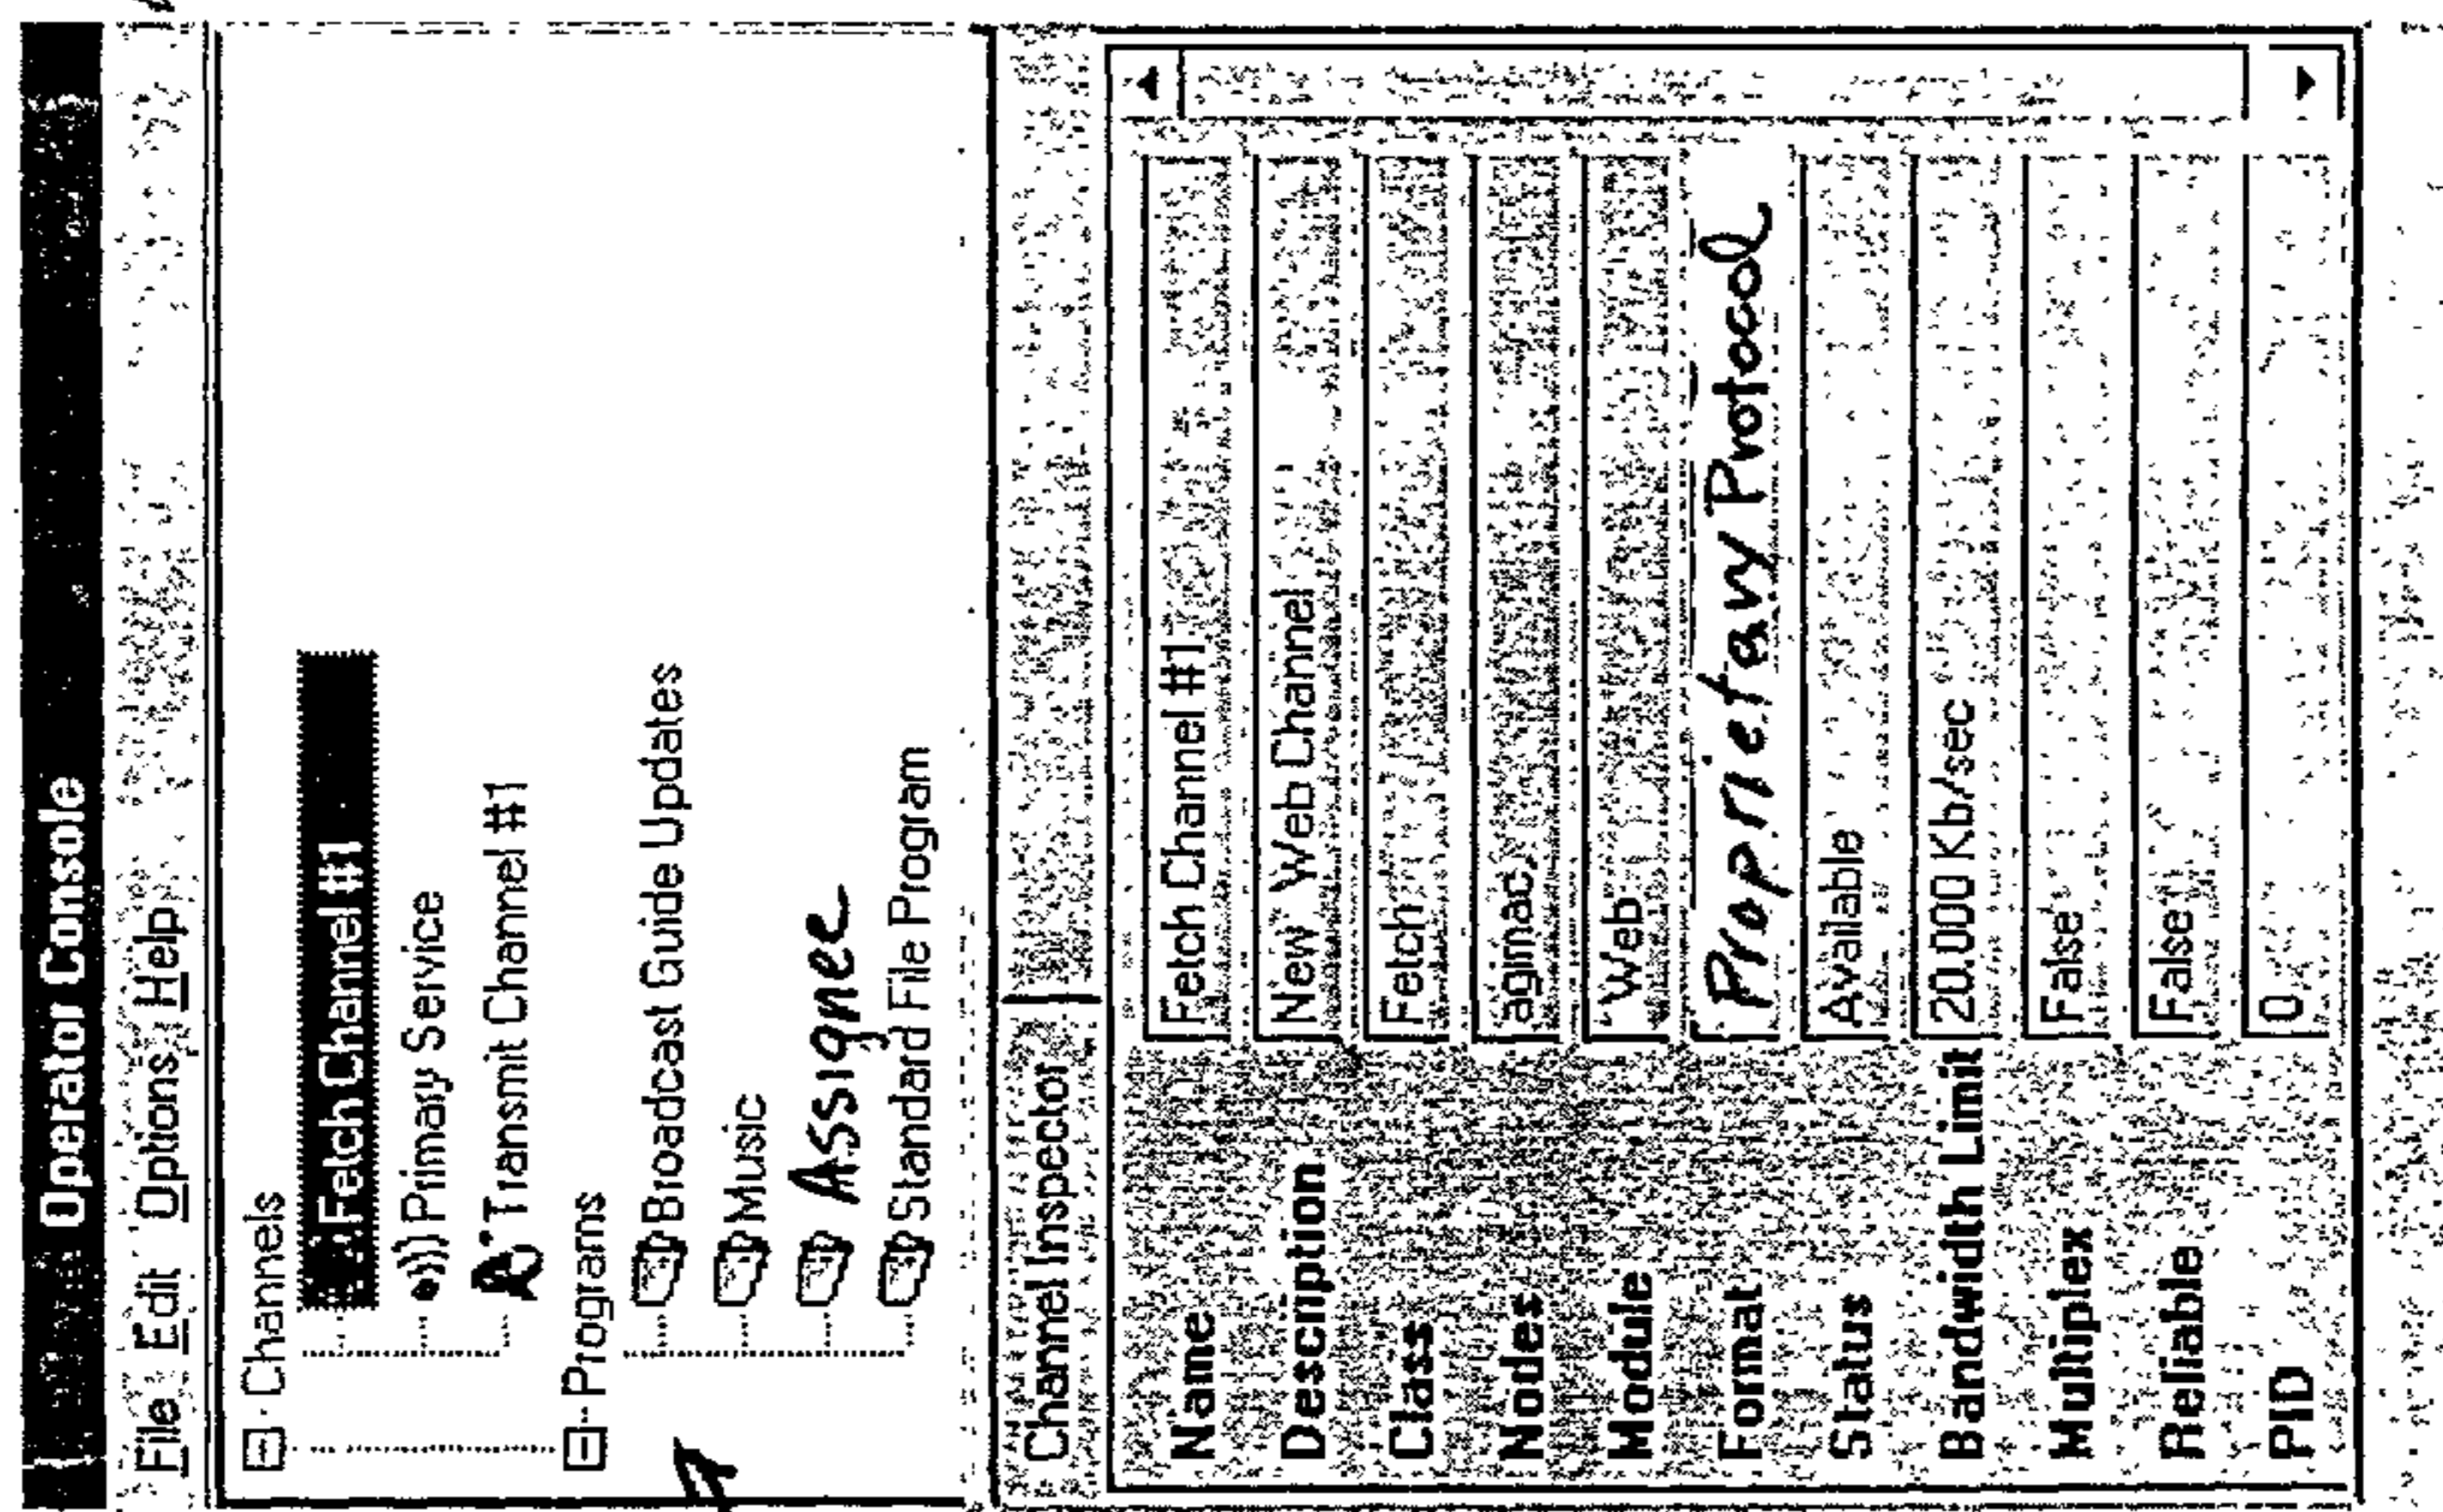 Operator Console
File Edit Options Help
Channels
Fetch Channel #1
Primary Service
Transmit Channel #1
Programs
Broadcast Guide Updates
Music
Assignee
Standard File Program
Channel Inspector
Name Fetch Channel #1
Description New Web Channel
Class Fetch
Nodes agimac
Module Web
Format Proprietary Protocol
Status Available
Bandwidth Limit 20.000 Kb/sec
Multiplex False
Reliable False
PID 0